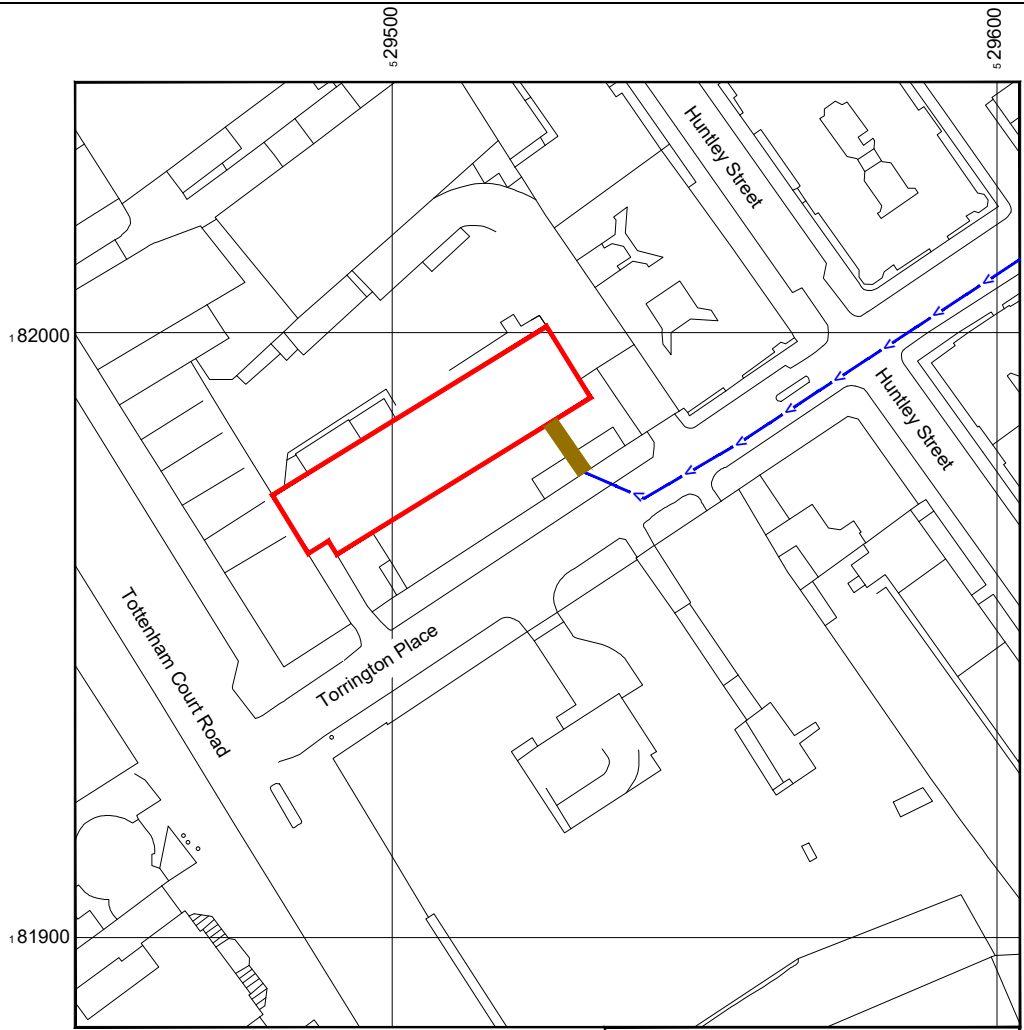 529500
529600
Huntley Street
182000
Huntley Street
Tottenham Court Road
Torrington Place
181900